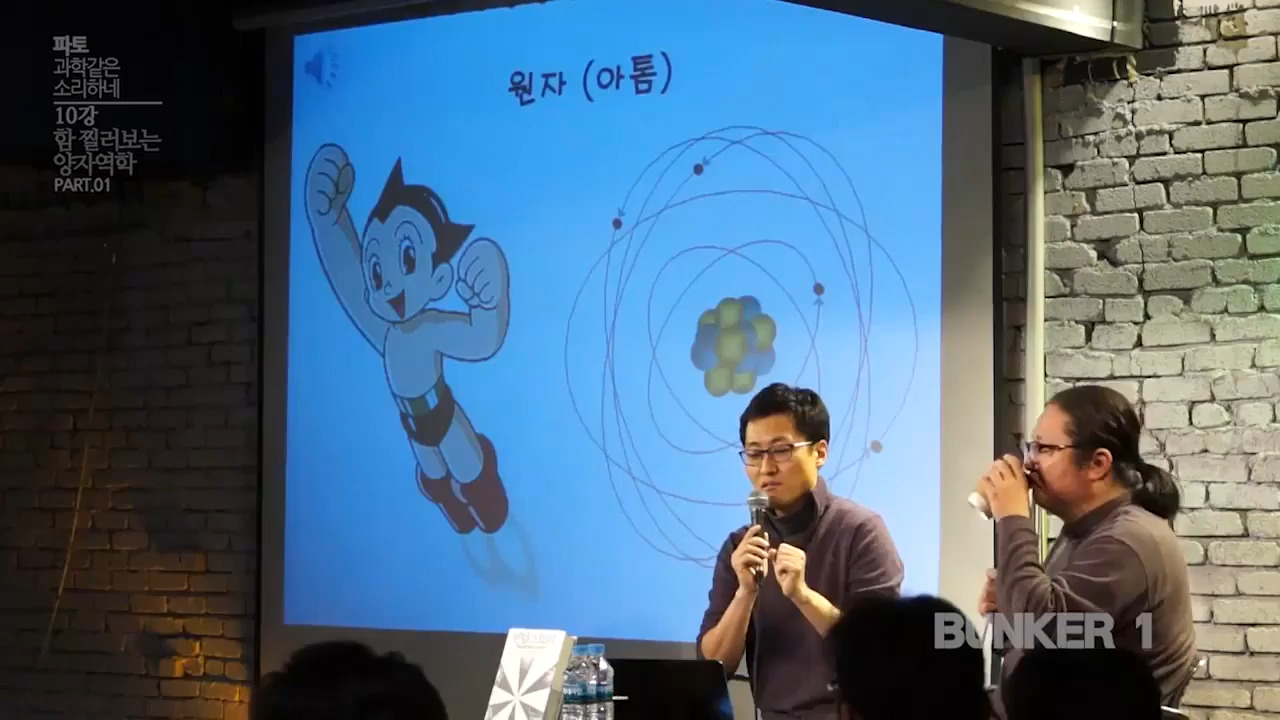 파토
과학같은
소리하네
10강
함 찔러보는
양자역학
PART.01
원자 (아톰)
BUNKER 1